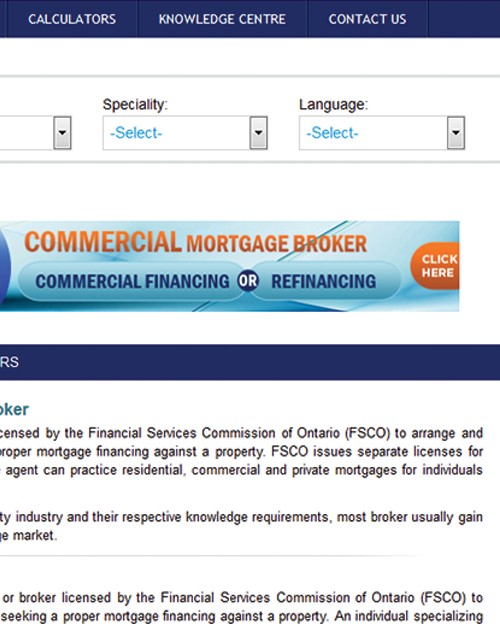 CALCULATORS KNOWLEDGE CENTRE CONTACT US
Speciality: Language:
-Select- -Select-
COMMERCIAL MORTGAGE BROKER
CLICK
HERE
COMMERCIAL FINANCING OR REFINANCING
RS
oker
censed by the Financial Services Commission of Ontario (FSCO) to arrange and
proper mortgage financing against a property. FSCO issues separate licenses for
agent can practice residential, commercial and private mortgages for individuals
ty industry and their respective knowledge requirements, most broker usually gain
ge market.
or broker licensed by the Financial Services Commission of Ontario (FSCO) to
seeking a proper mortgage financing against a property. An individual specializing